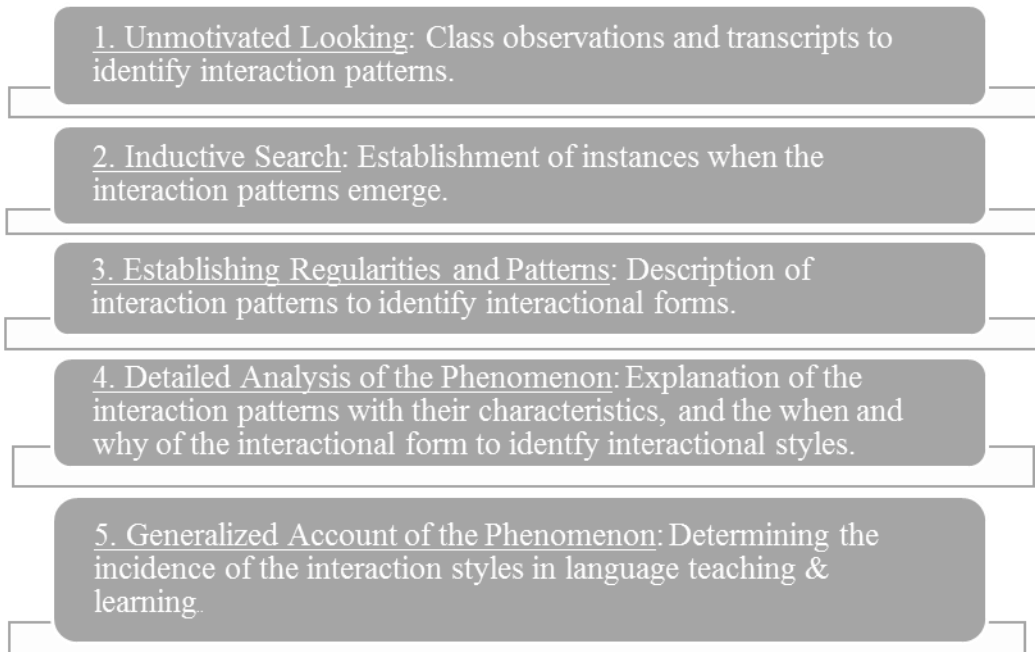 1. Unmotivated Looking: Class observations and transcripts to
identify interaction patterns.
2. Inductive Search: Establishment of instances when the
interaction patterns emerge.
3. Establishing Regularities and Patterns: Description of
interaction patterns to identify interactional forms.
4. Detailed Analysis of the Phenomenon: Explanation of the
interaction patterns with their characteristics, and the when and
why of the interactional form to identfy interactional styles.
5. Generalized Account of the Phenomenon: Determining the
incidence of the interaction styles in language teaching &
learning..